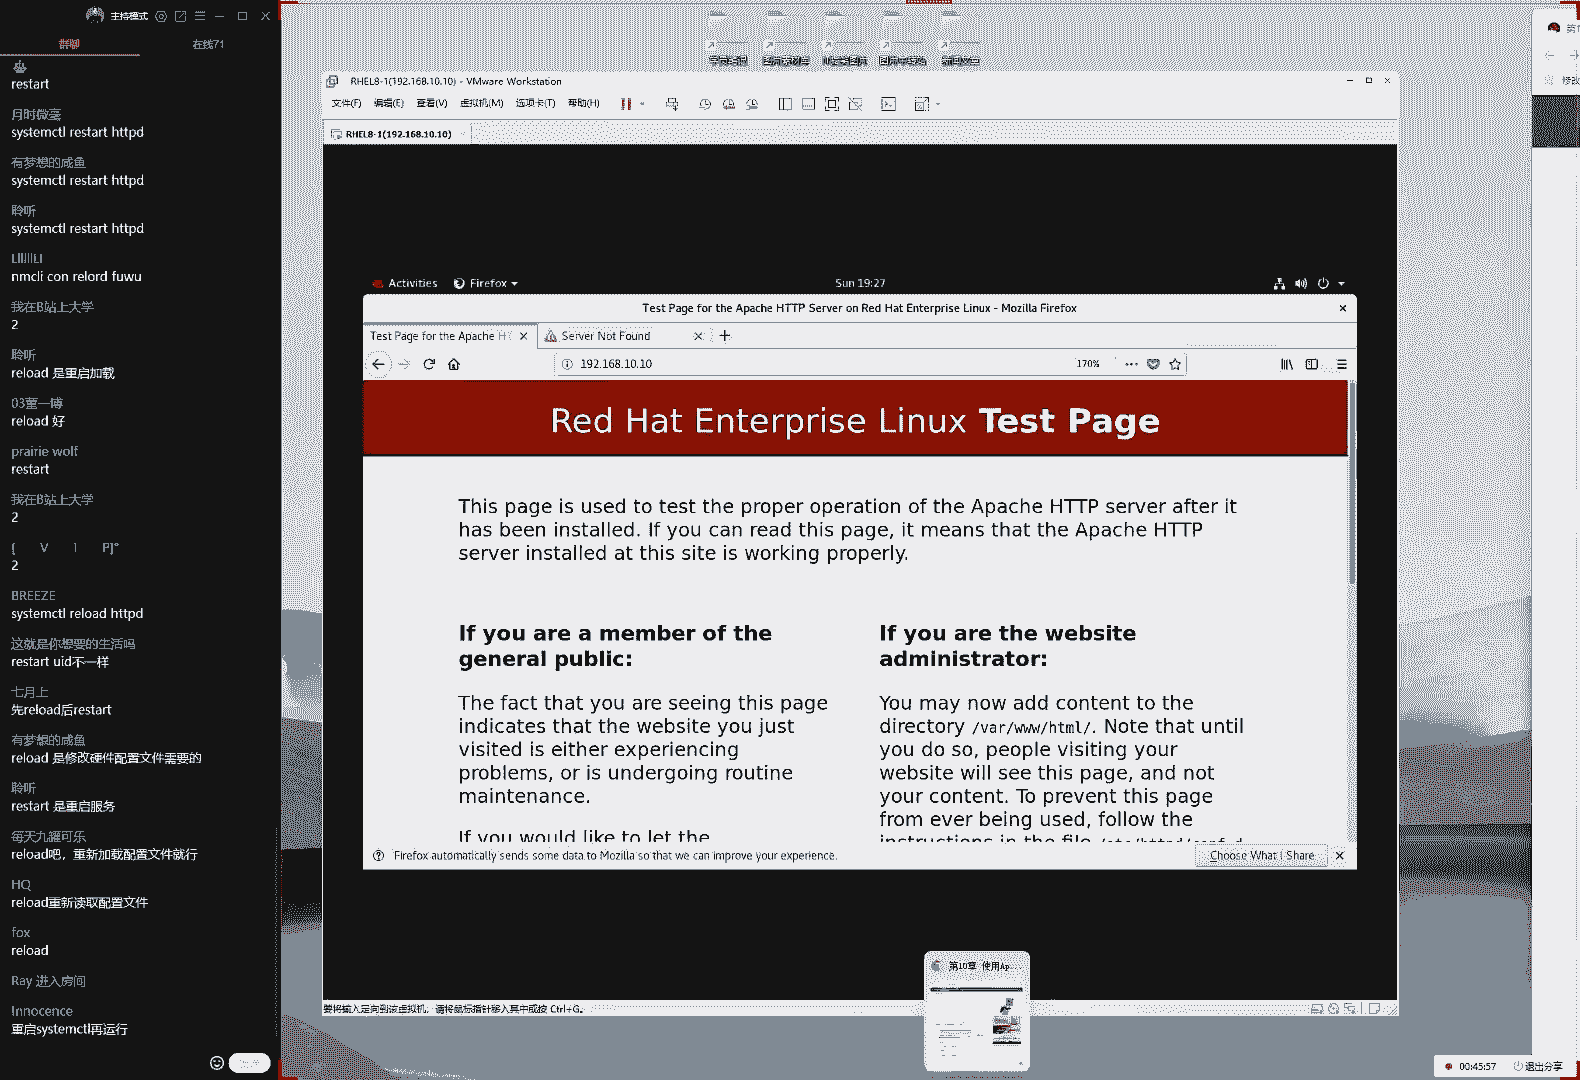 主持模式
群聊
在线71
restart
月时微毫
systemctl restart httpd
有梦想的咸鱼
systemctl restart httpd
聆听
systemctl restart httpd
nmcli con relord fuwu
我在B站上大学
2
聆听
reload 是重启加载
03董一博
reload 好
prairie wolf
restart
我在B站上大学
2
[ V I P]°
2
BREEZE
systemctl reload httpd
这就是你想要的生活吗
restart uid不一样
七月上
先reload后restart
有梦想的咸鱼
reload 是修改硬件配置文件需要的
聆听
restart 是重启服务
每天九罐可乐
reload吧，重新加载配置文件就行
HQ
reload重新读取配置文件
fox
reload
Ray 进入房间
Innocence
重启systemctl再运行
RHEL8-1(192.168.10.10) - VMware Workstation
文件(F) 编辑(E) 查看(V) 虚拟机(M) 选项卡(T) 帮助(H)
RHEL8-1(192.168.10.10)
Activities Firefox Sun 19:27
Test Page for the Apache HTTP Server on Red Hat Enterprise Linux - Mozilla Firefox
Test Page for the Apache H Server Not Found
192.168.10.10 170%
Red Hat Enterprise Linux Test Page
This page is used to test the proper operation of the Apache HTTP server after it
has been installed. If you can read this page, it means that the Apache HTTP
server installed at this site is working properly.
If you are a member of the
general public:
The fact that you are seeing this page
indicates that the website you just
visited is either experiencing
problems, or is undergoing routine
maintenance.
If you would like to let the
If you are the website
administrator:
You may now add content to the
directory /var/www/html/. Note that until
you do so, people visiting your
website will see this page, and not
your content. To prevent this page
from ever being used, follow the
instructions in the file
Firefox automatically sends some data to Mozilla so that we can improve your experience.
Choose What I Share
第10章 使用Ap...
要将输入定向到该虚拟机，请将鼠标指针移入其中或按 Ctrl+G。
00:45:57 退出分享
修改